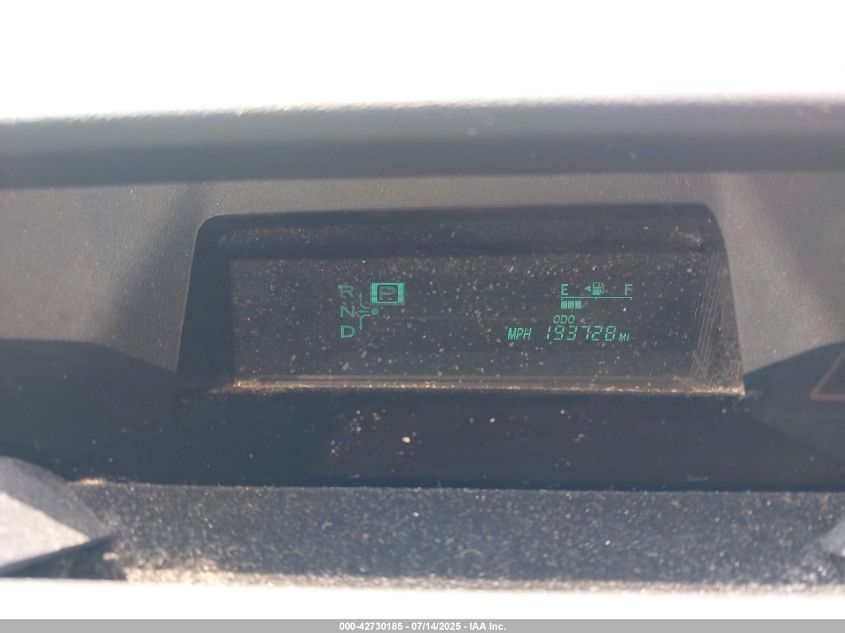 R P
N
D
E F
ODO
MPH 193728 MI
000-42730185 - 07/14/2025 - IAA Inc.